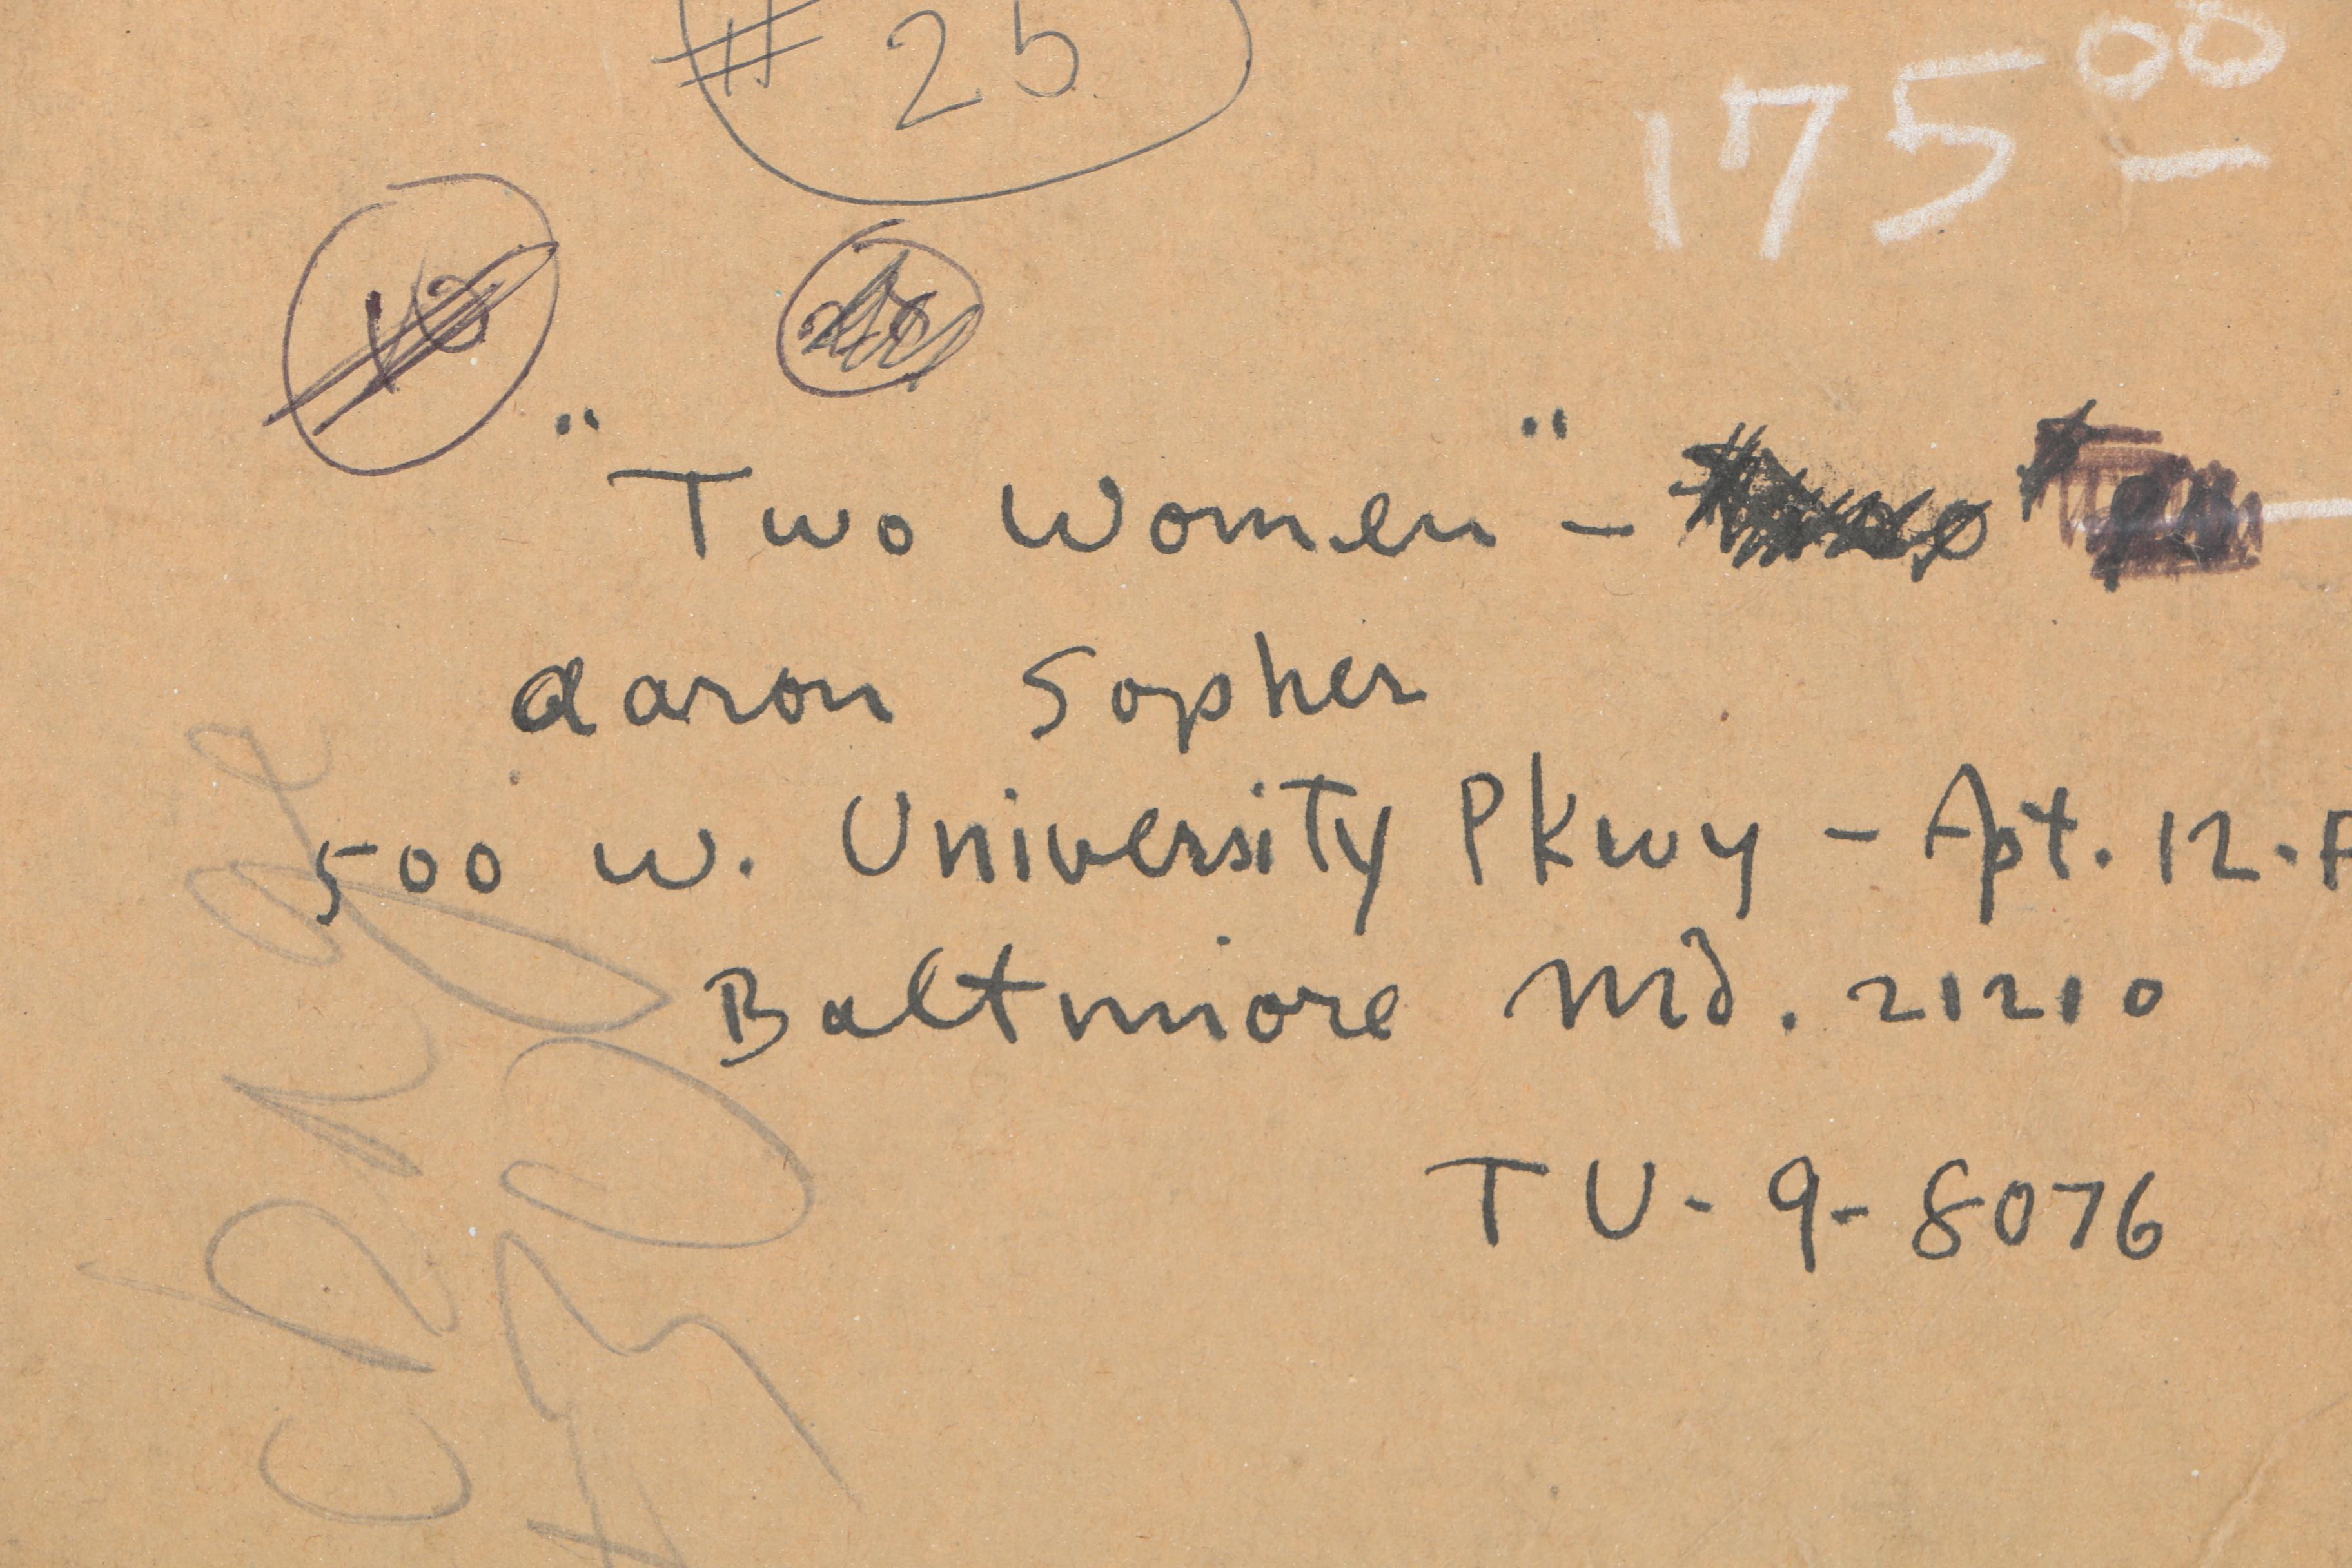 # 25
175 00
"Two Women" -
Aaron Sopher
500 W. University Pkwy - Apt. 12.
Baltimore Md. 21210
TU-9-8076